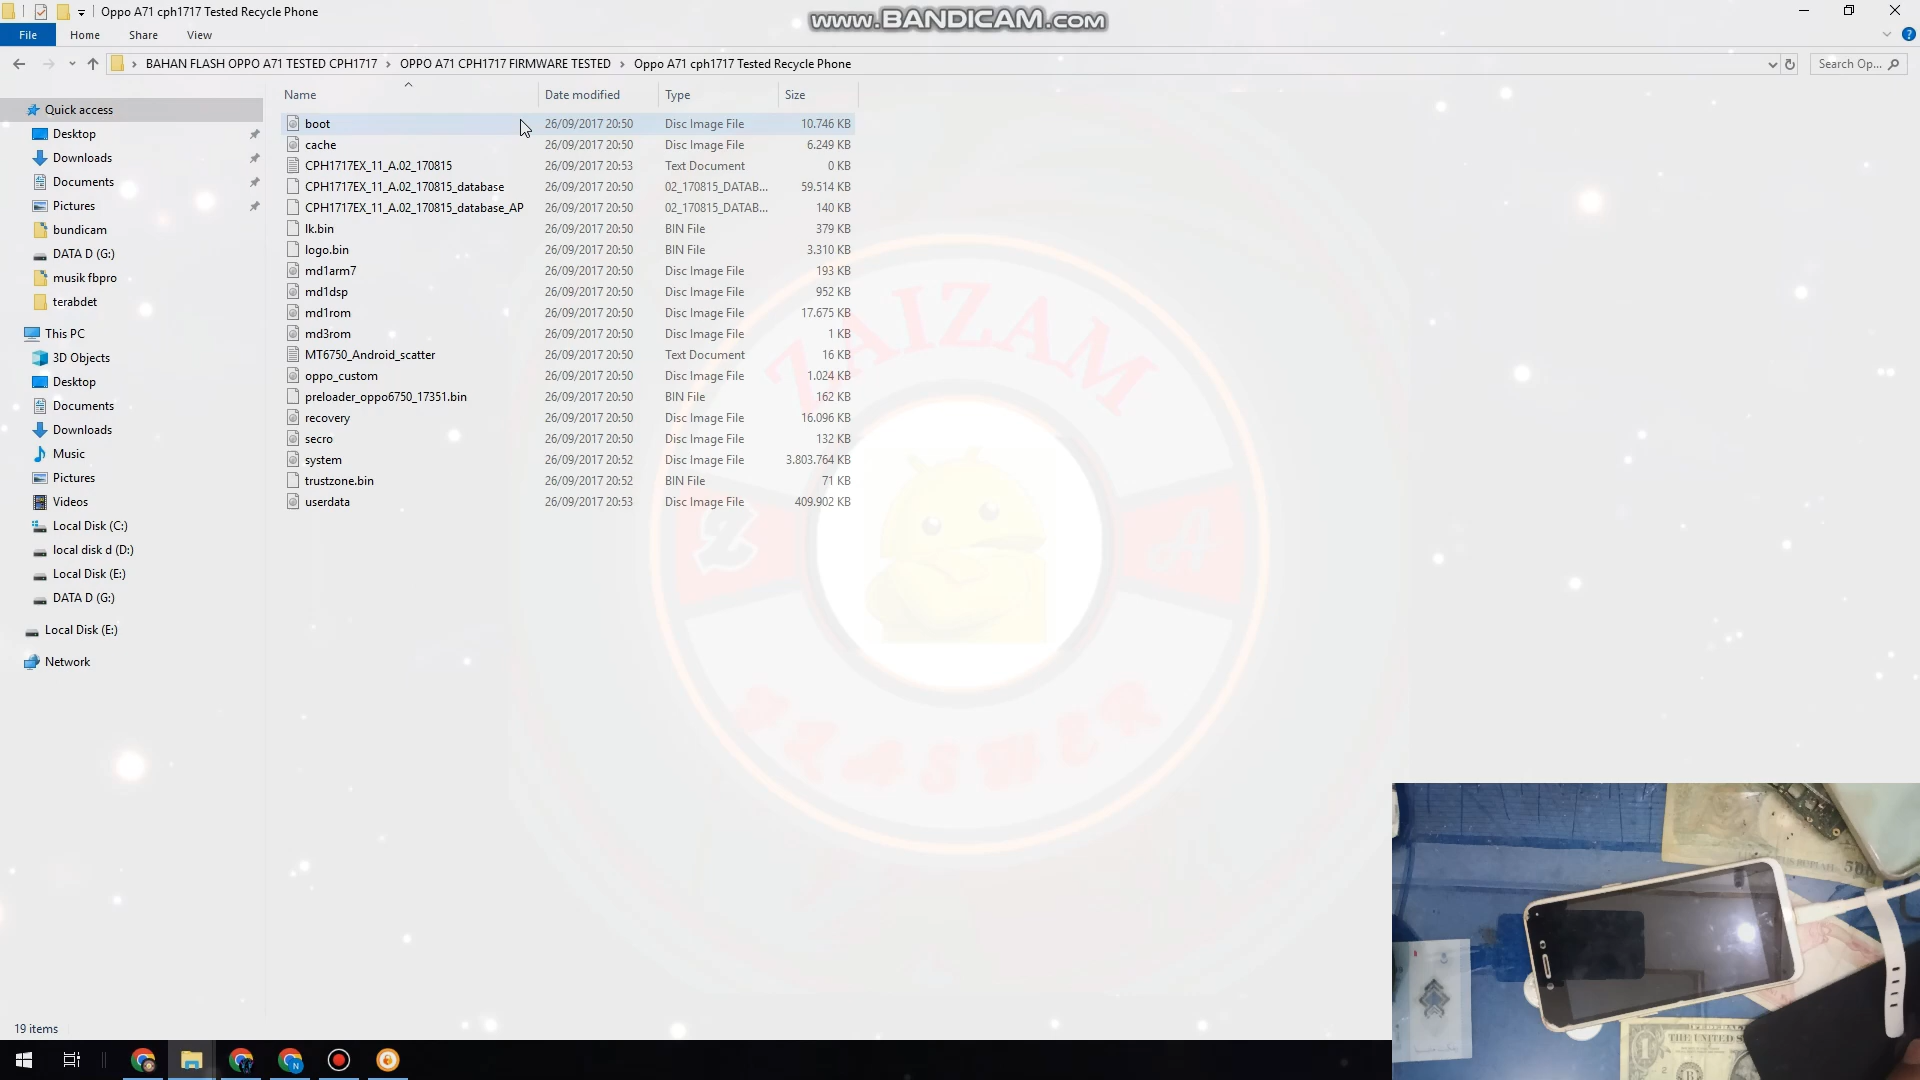 Oppo A71 cph1717 Tested Recycle Phone
WWW.BANDICAM.COM
File Home Share View
BAHAN FLASH OPPO A71 TESTED CPH1717 › OPPO A71 CPH1717 FIRMWARE TESTED › Oppo A71 cph1717 Tested Recycle Phone
Search Op...
Name Date modified Type Size
boot 26/09/2017 20:50 Disc Image File 10.746 KB
cache 26/09/2017 20:50 Disc Image File 6.249 KB
CPH1717EX_11_A.02_170815 26/09/2017 20:53 Text Document 0 KB
CPH1717EX_11_A.02_170815_database 26/09/2017 20:50 02_170815_DATAB... 59.514 KB
CPH1717EX_11_A.02_170815_database_AP 26/09/2017 20:50 02_170815_DATAB... 140 KB
lk.bin 26/09/2017 20:50 BIN File 379 KB
logo.bin 26/09/2017 20:50 BIN File 3.310 KB
md1arm7 26/09/2017 20:50 Disc Image File 193 KB
md1dsp 26/09/2017 20:50 Disc Image File 952 KB
md1rom 26/09/2017 20:50 Disc Image File 17.675 KB
md3rom 26/09/2017 20:50 Disc Image File 1 KB
MT6750_Android_scatter 26/09/2017 20:50 Text Document 16 KB
oppo_custom 26/09/2017 20:50 Disc Image File 1.024 KB
preloader_oppo6750_17351.bin 26/09/2017 20:50 BIN File 162 KB
recovery 26/09/2017 20:50 Disc Image File 16.096 KB
secro 26/09/2017 20:50 Disc Image File 132 KB
system 26/09/2017 20:52 Disc Image File 3.803.764 KB
trustzone.bin 26/09/2017 20:52 BIN File 71 KB
userdata 26/09/2017 20:53 Disc Image File 409.902 KB
Quick access
Desktop
Downloads
Documents
Pictures
bundicam
DATA D (G:)
musik fbpro
terabdet
This PC
3D Objects
Desktop
Documents
Downloads
Music
Pictures
Videos
Local Disk (C:)
local disk d (D:)
Local Disk (E:)
DATA D (G:)
Local Disk (E:)
Network
ZAIZAM
Z A
FLASHER
19 items
THE UNITED